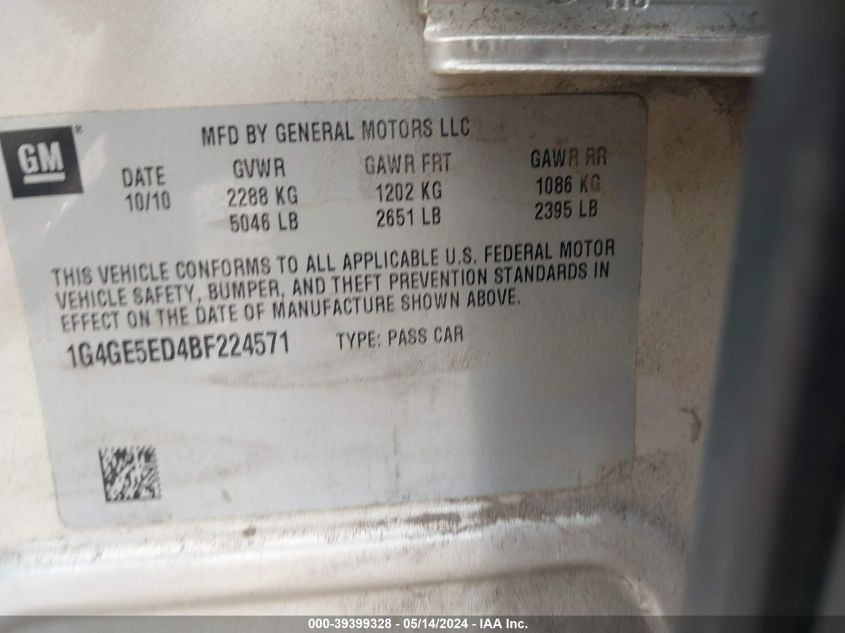 GM ®
MFD BY GENERAL MOTORS LLC
DATE GVWR GAWR FRT GAWR RR
10/10 2288 KG 1202 KG 1086 KG
5046 LB 2651 LB 2395 LB
THIS VEHICLE CONFORMS TO ALL APPLICABLE U.S. FEDERAL MOTOR
VEHICLE SAFETY, BUMPER, AND THEFT PREVENTION STANDARDS IN
EFFECT ON THE DATE OF MANUFACTURE SHOWN ABOVE.
1G4GE5ED4BF224571 TYPE: PASS CAR
000-39399328 - 05/14/2024 - IAA Inc.